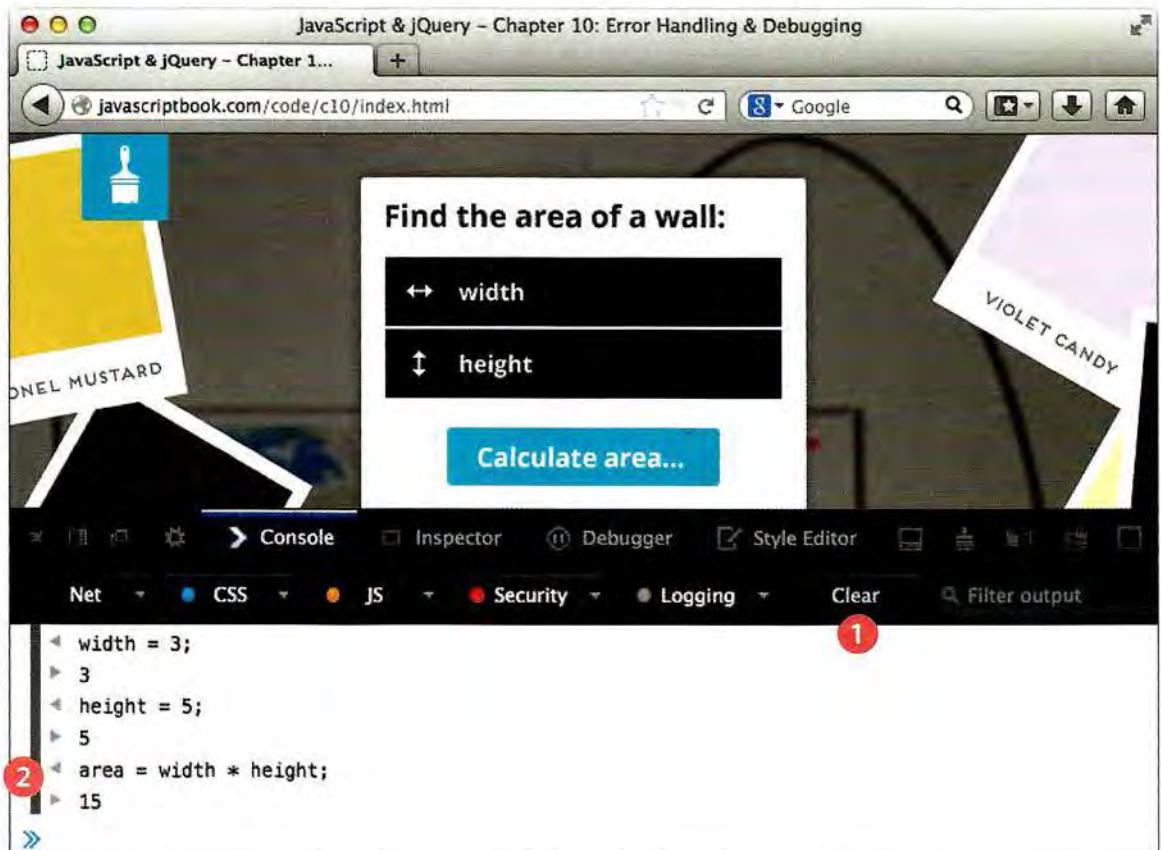 JavaScript & jQuery – Chapter 10: Error Handling & Debugging
JavaScript & jQuery – Chapter 1... +
javascriptbook.com/code/c10/index.html 8 Google
Find the area of a wall:
width
height
Calculate area...
ONEL MUSTARD
VIOLET CANDY
Console Inspector Debugger Style Editor
Net CSS JS Security Logging Clear Filter output
1
width = 3;
3
height = 5;
5
2 area = width * height;
15